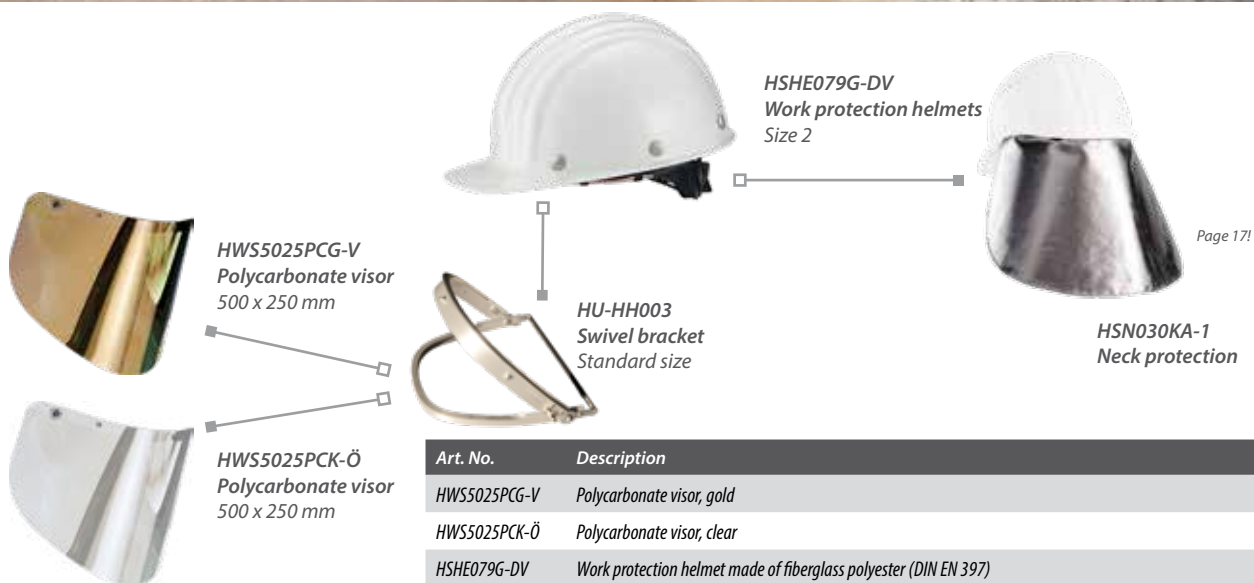 HSHE079G-DV
Work protection helmets
Size 2
Page 17!
HWS5025PCG-V
Polycarbonate visor
500 x 250 mm
HU-HH003
Swivel bracket
Standard size
HSN030KA-1
Neck protection
HWS5025PCK-Ö
Polycarbonate visor
500 x 250 mm
Art. No. Description
HWS5025PCG-V Polycarbonate visor, gold
HWS5025PCK-Ö Polycarbonate visor, clear
HSHE079G-DV Work protection helmet made of fiberglass polyester (DIN EN 397)